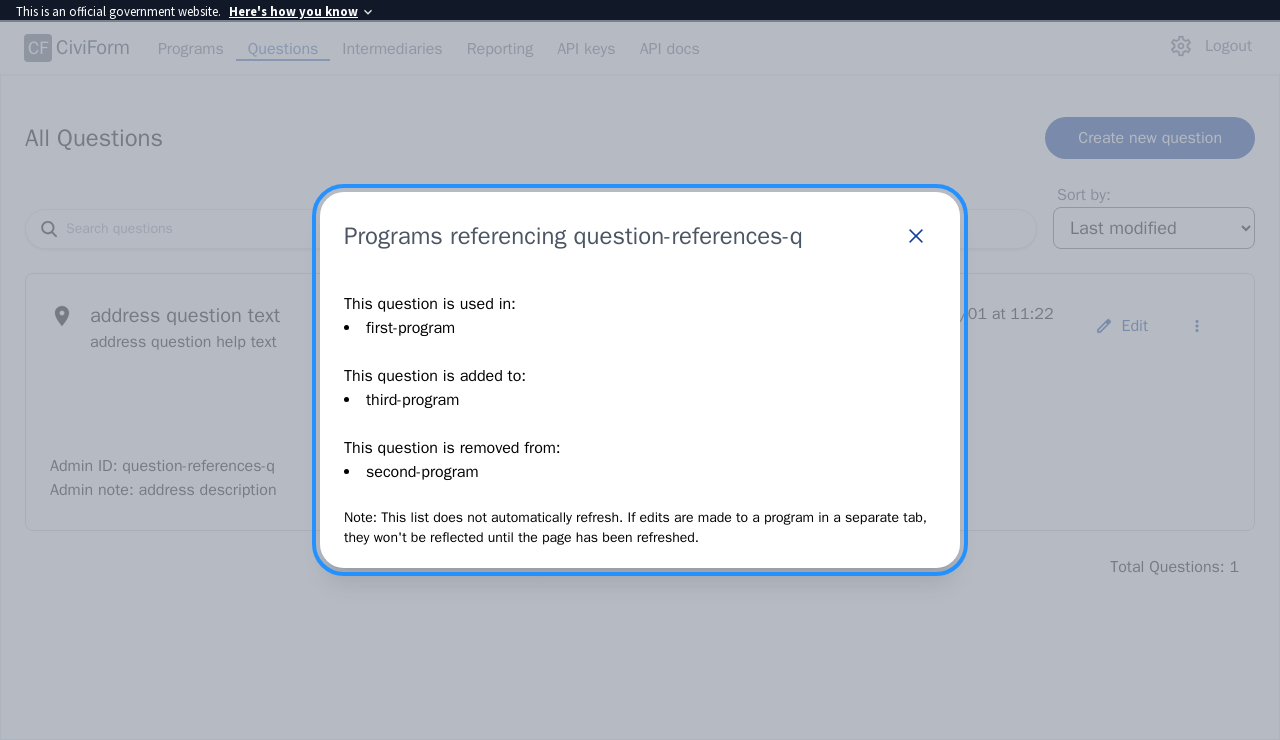 This is an official government website. Here's how you know
CF CiviForm Programs Questions Intermediaries Reporting API keys API docs Logout
All Questions
Create new question
Sort by:
Search questions
Last modified
Programs referencing question-references-q
This question is used in:
• first-program
This question is added to:
• third-program
This question is removed from:
• second-program
Note: This list does not automatically refresh. If edits are made to a program in a separate tab,
they won't be reflected until the page has been refreshed.
address question text
address question help text
01 at 11:22
Edit
Admin ID: question-references-q
Admin note: address description
Total Questions: 1